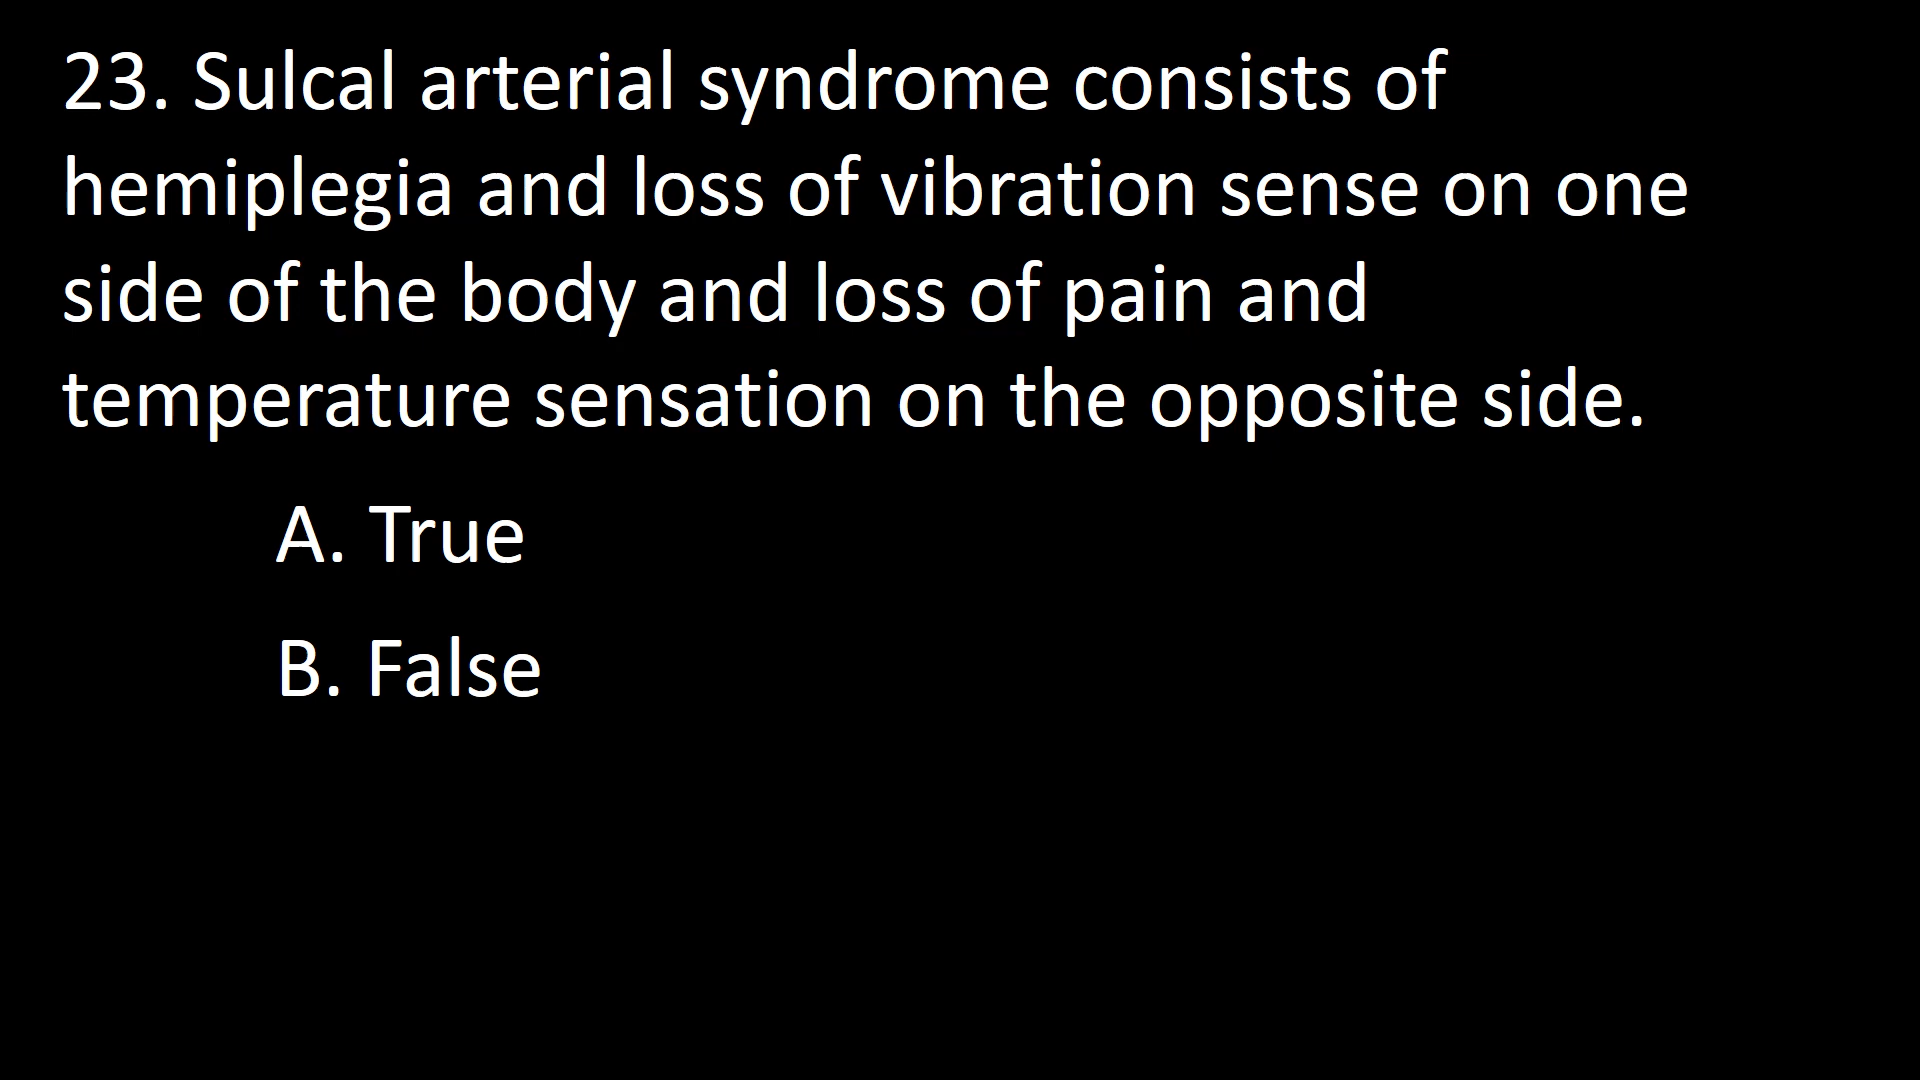 23. Sulcal arterial syndrome consists of
hemiplegia and loss of vibration sense on one
side of the body and loss of pain and
temperature sensation on the opposite side.
A. True
B. False